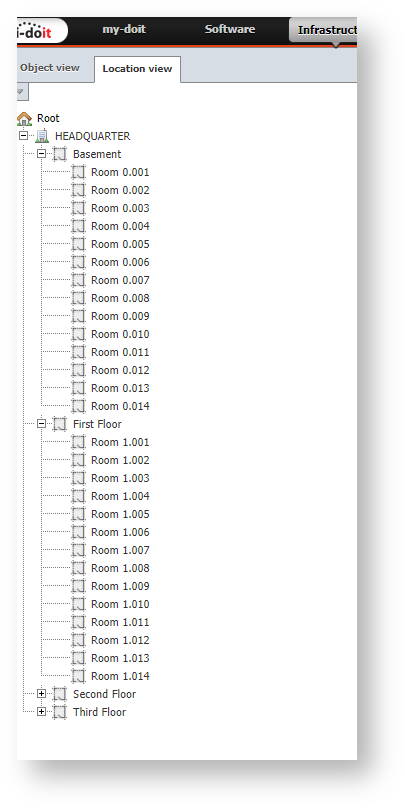 i-doit my-doit Software Infrastruct
Object view Location view
Root
HEADQUARTER
Basement
Room 0.001
Room 0.002
Room 0.003
Room 0.004
Room 0.005
Room 0.006
Room 0.007
Room 0.008
Room 0.009
Room 0.010
Room 0.011
Room 0.012
Room 0.013
Room 0.014
First Floor
Room 1.001
Room 1.002
Room 1.003
Room 1.004
Room 1.005
Room 1.006
Room 1.007
Room 1.008
Room 1.009
Room 1.010
Room 1.011
Room 1.012
Room 1.013
Room 1.014
Second Floor
Third Floor